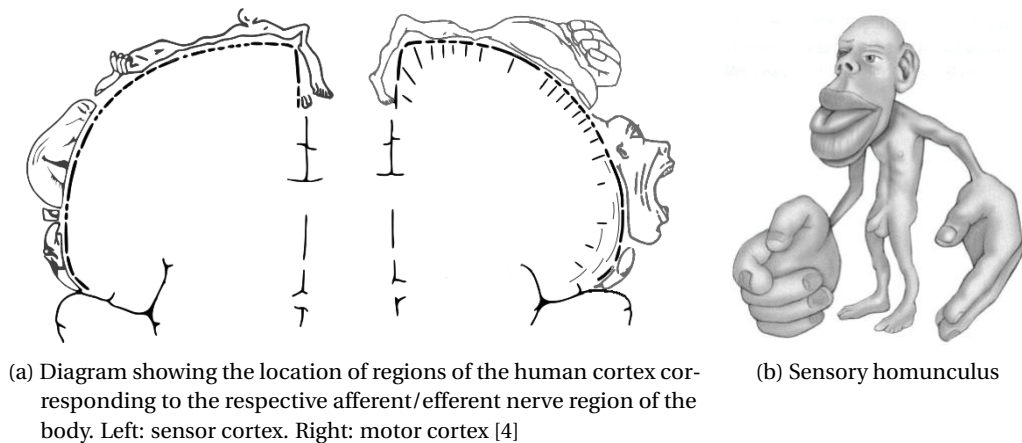 (a) Diagram showing the location of regions of the human cortex cor-
responding to the respective afferent/efferent nerve region of the
body. Left: sensor cortex. Right: motor cortex [4]
(b) Sensory homunculus